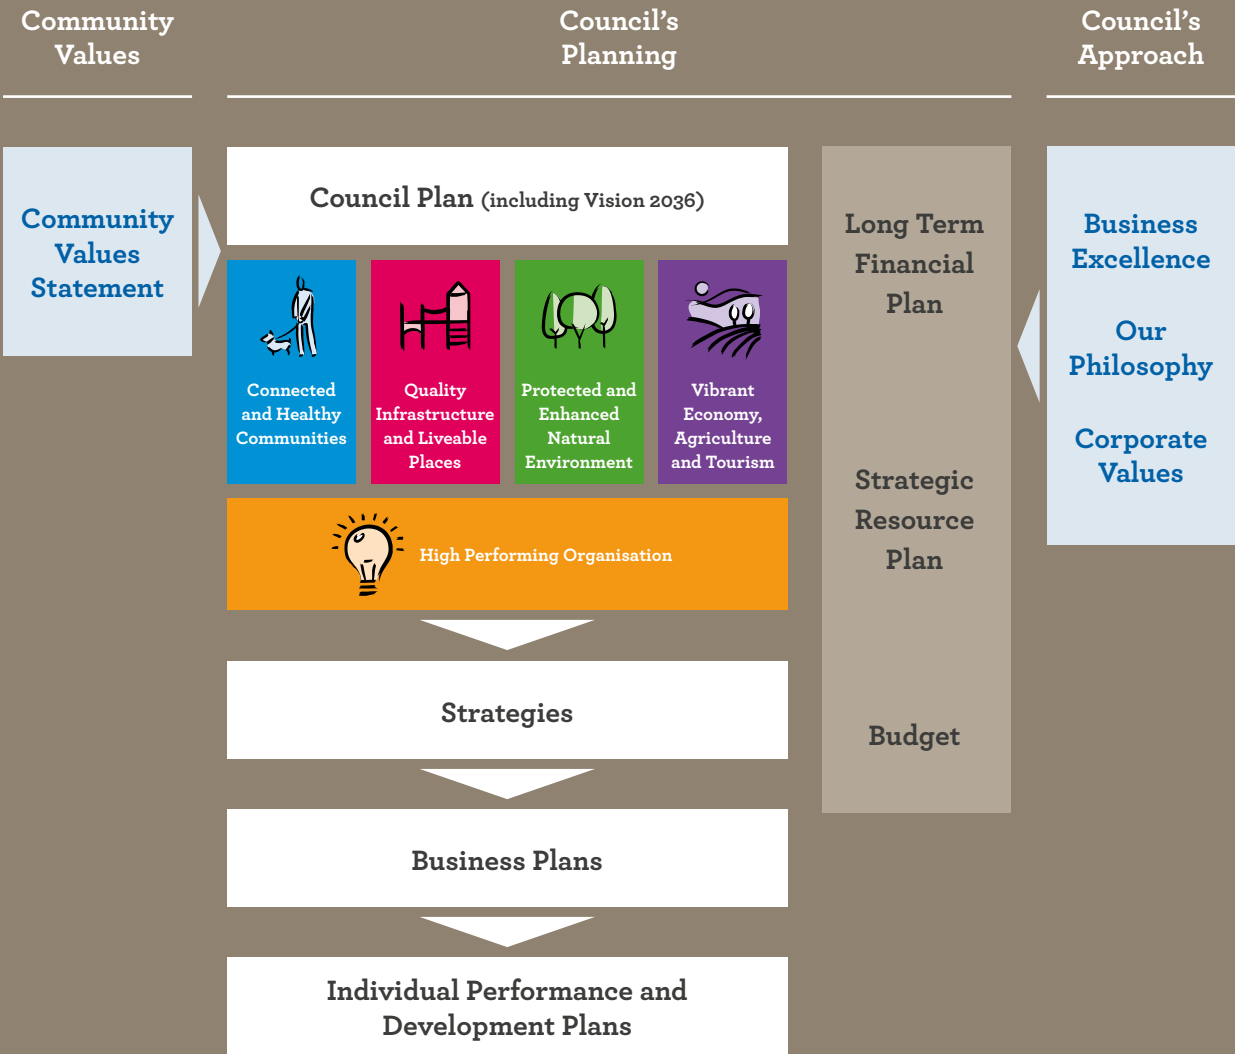 Community
Values
Council's
Planning
Council's
Approach
Community
Values
Statement
Council Plan (including Vision 2036)
Connected
and Healthy
Communities
Quality
Infrastructure
and Liveable
Places
Protected and
Enhanced
Natural
Environment
Vibrant
Economy,
Agriculture
and Tourism
High Performing Organisation
Strategies
Business Plans
Individual Performance and
Development Plans
Long Term
Financial
Plan
Strategic
Resource
Plan
Budget
Business
Excellence
Our
Philosophy
Corporate
Values